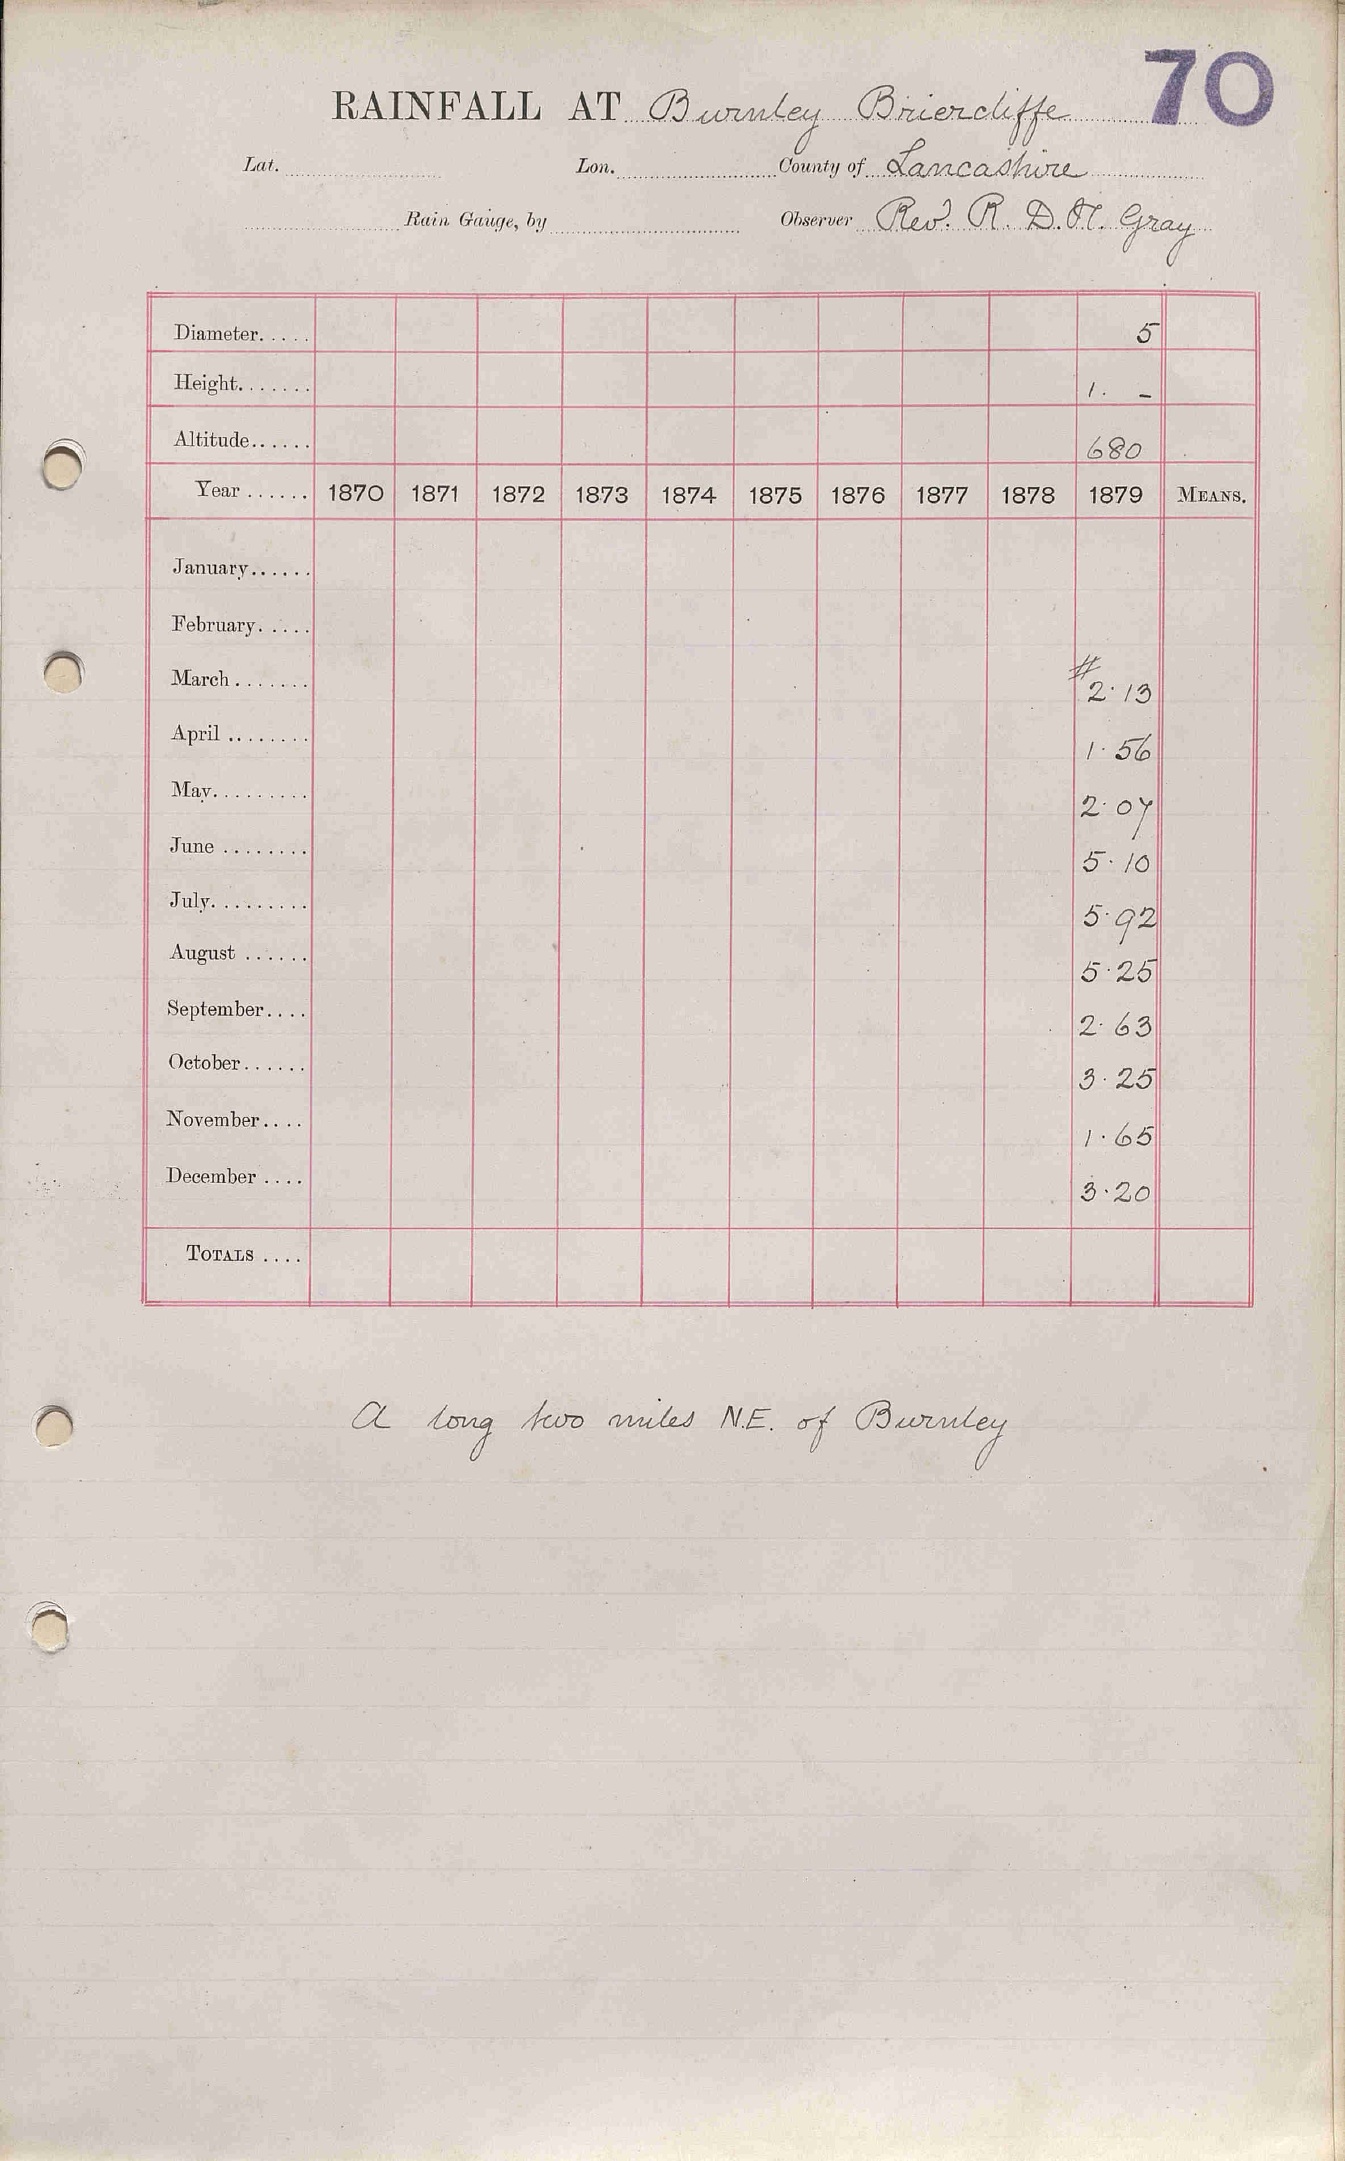 70
RAINFALL AT Burnley Briercliffe
Lat. Lon. County of Lancashire
Rain Gauge, by Observer Rev. R. D. H. Gray
Diameter..... 5
Height....... 1. -
Altitude...... 680
Year ...... 1870 1871 1872 1873 1874 1875 1876 1877 1878 1879 MEANS.
January......
February.....
March ....... # 2.13
April ........ 1.56
May......... 2.07
June ........ 5.10
July......... 5.92
August ...... 5.25
September.... 2.63
October...... 3.25
November.... 1.65
December .... 3.20
TOTALS ....
A long two miles N.E. of Burnley